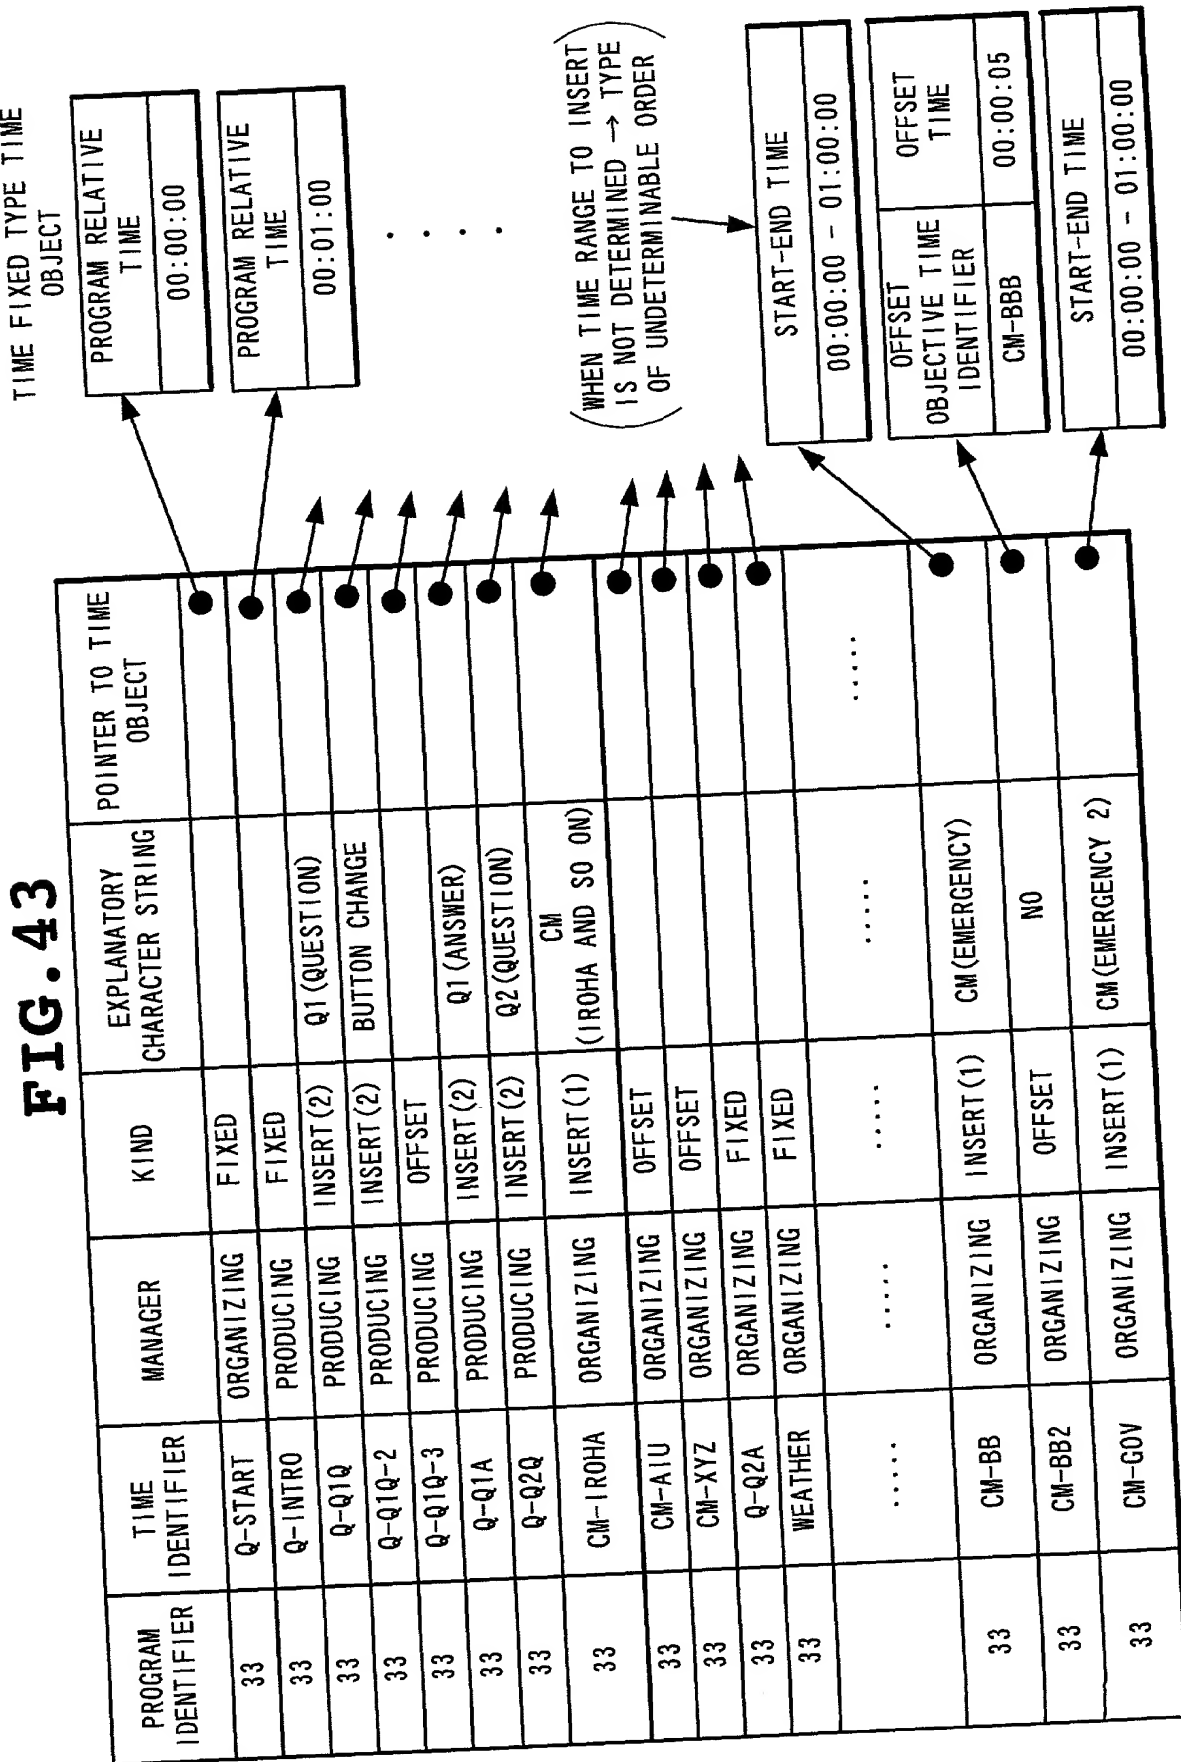 FIG.43
PROGRAM
IDENTIFIER
TIME
IDENTIFIER
MANAGER
KIND
EXPLANATORY
CHARACTER STRING
POINTER TO TIME
OBJECT
33 Q-START ORGANIZING FIXED
33 Q-INTRO PRODUCING FIXED
33 Q-Q1Q PRODUCING INSERT(2) Q1(QUESTION)
33 Q-Q1Q-2 PRODUCING INSERT(2) BUTTON CHANGE
33 Q-Q1Q-3 PRODUCING OFFSET
33 Q-Q1A PRODUCING INSERT(2) Q1(ANSWER)
33 Q-Q2Q PRODUCING INSERT(2) Q2(QUESTION)
33 CM-IROHA ORGANIZING INSERT(1) CM
(IROHA AND SO ON)
33 CM-AIU ORGANIZING OFFSET
33 CM-XYZ ORGANIZING OFFSET
33 Q-Q2A ORGANIZING FIXED
33 WEATHER ORGANIZING FIXED
..... ..... ..... ..... .....
33 CM-BB ORGANIZING INSERT(1) CM(EMERGENCY)
33 CM-BB2 ORGANIZING OFFSET NO
33 CM-GOV ORGANIZING INSERT(1) CM(EMERGENCY 2)
TIME FIXED TYPE TIME
OBJECT
PROGRAM RELATIVE
TIME
00:00:00
PROGRAM RELATIVE
TIME
00:01:00
. . . .
(WHEN TIME RANGE TO INSERT
IS NOT DETERMINED → TYPE
OF UNDETERMINABLE ORDER)
START-END TIME
00:00:00 - 01:00:00
OFFSET
OBJECTIVE TIME
IDENTIFIER
OFFSET
TIME
CM-BBB 00:00:05
START-END TIME
00:00:00 - 01:00:00